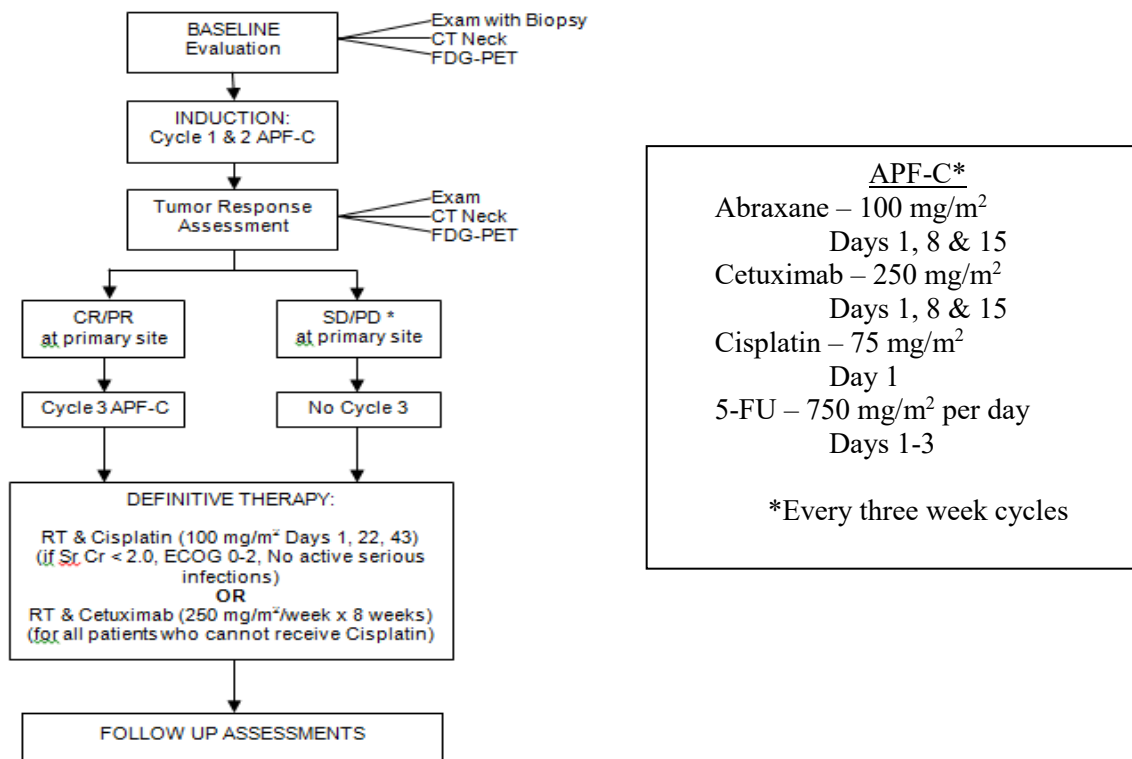 BASELINE
Evaluation
Exam with Biopsy
CT Neck
FDG-PET
INDUCTION:
Cycle 1 & 2 APF-C
Tumor Response
Assessment
Exam
CT Neck
FDG-PET
CR/PR
at primary site
SD/PD *
at primary site
Cycle 3 APF-C
No Cycle 3
DEFINITIVE THERAPY:
RT & Cisplatin (100 mg/m² Days 1, 22, 43)
(if Sr Cr < 2.0, ECOG 0-2, No active serious
infections)
OR
RT & Cetuximab (250 mg/m²/week x 8 weeks)
(for all patients who cannot receive Cisplatin)
FOLLOW UP ASSESSMENTS
APF-C*
Abraxane – 100 mg/m²
Days 1, 8 & 15
Cetuximab – 250 mg/m²
Days 1, 8 & 15
Cisplatin – 75 mg/m²
Day 1
5-FU – 750 mg/m² per day
Days 1-3
*Every three week cycles